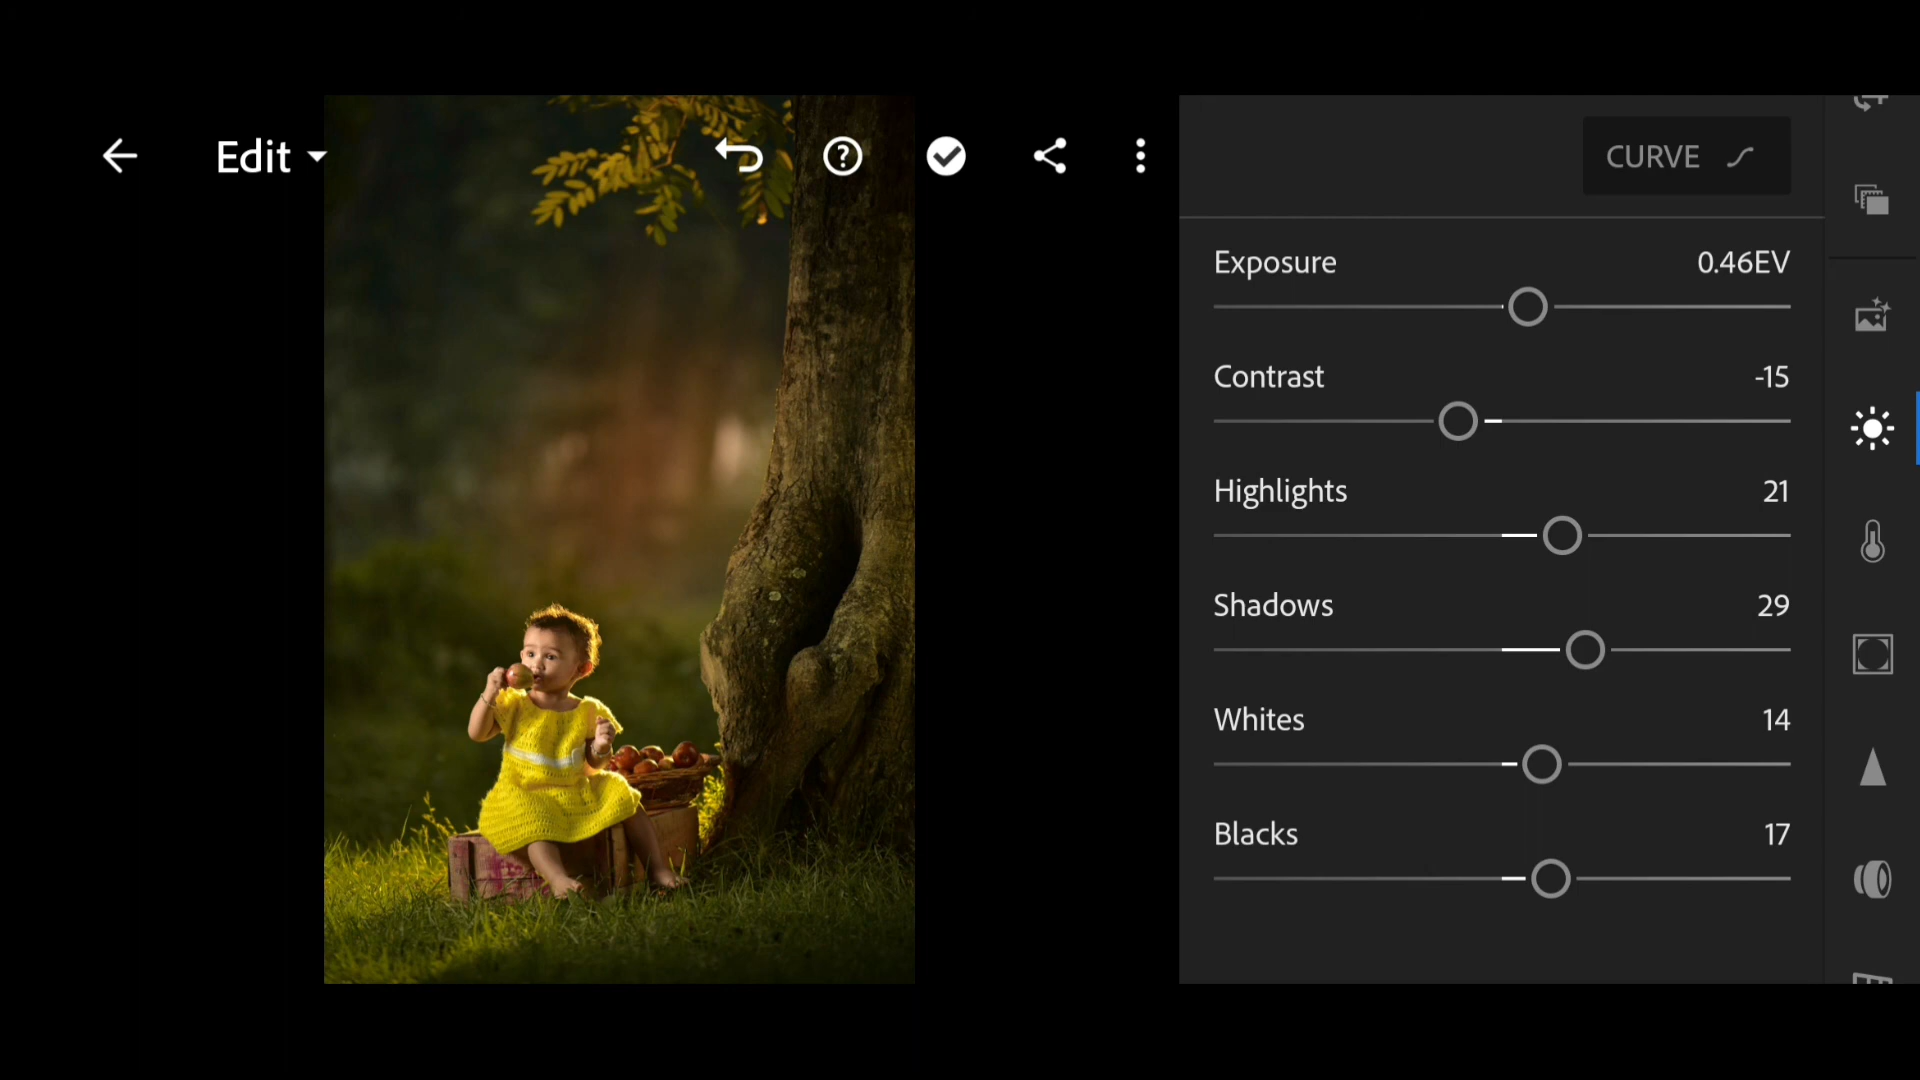 Edit
CURVE
Exposure 0.46EV
Contrast -15
Highlights 21
Shadows 29
Whites 14
Blacks 17